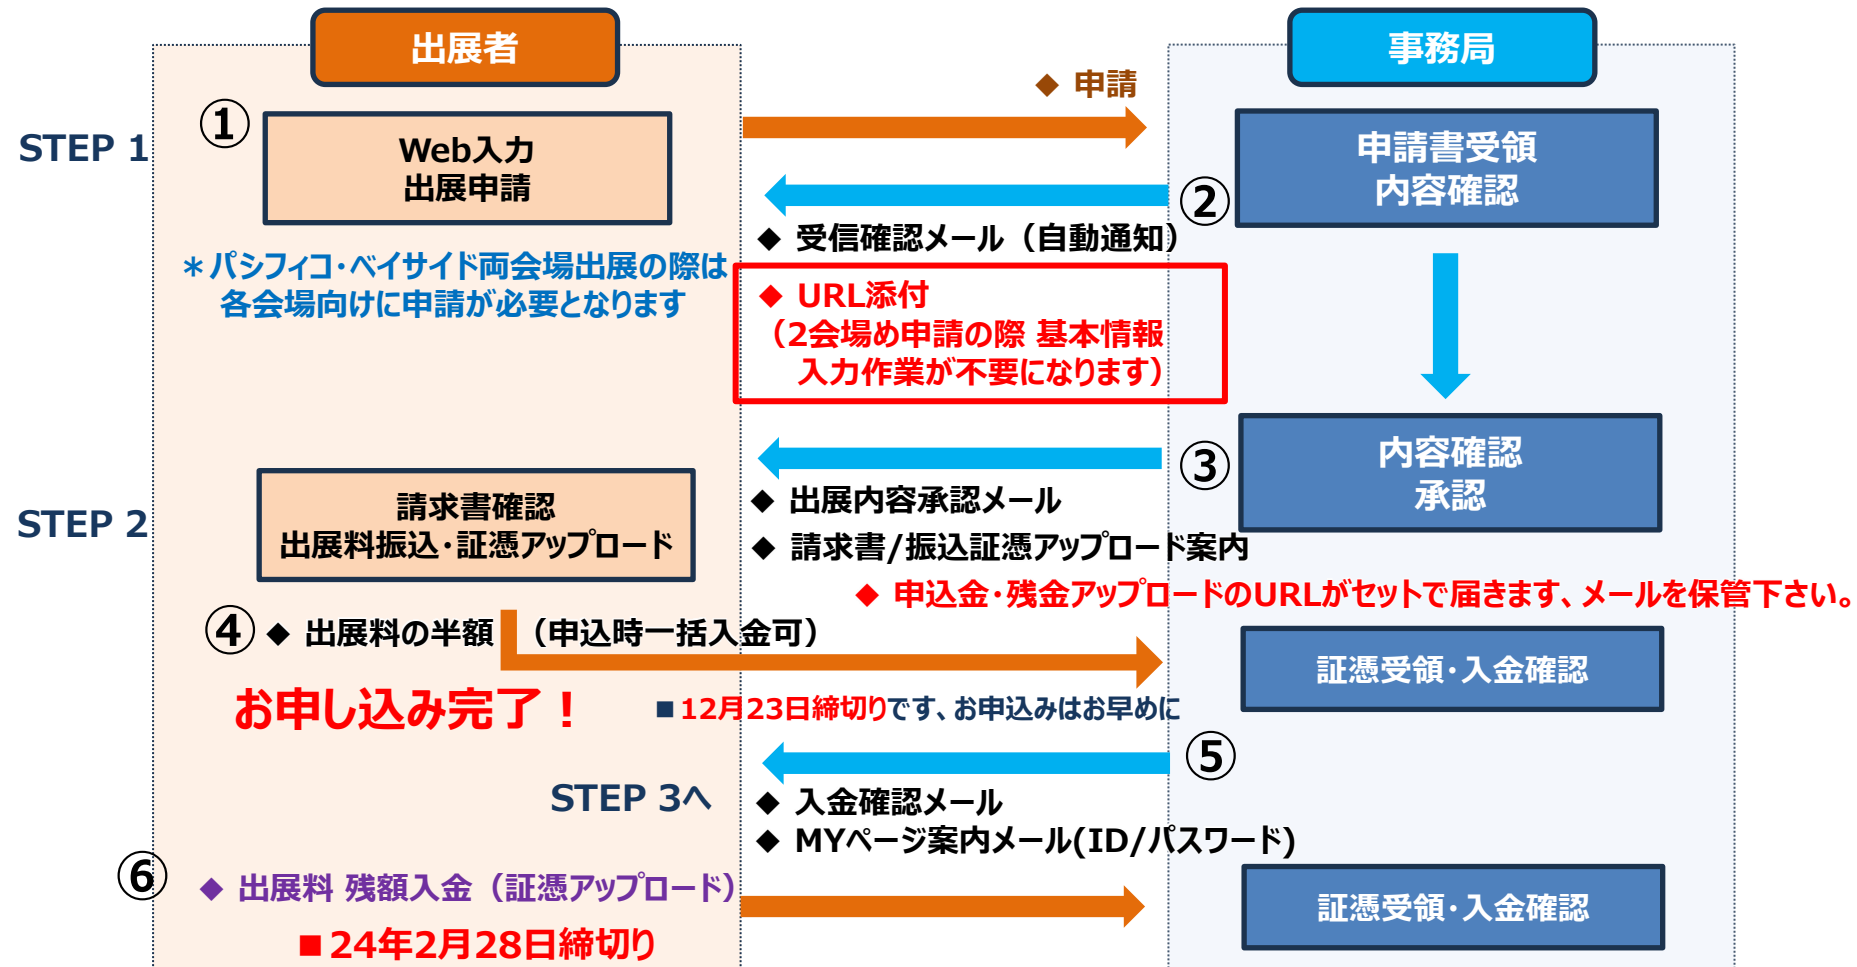 出展者
事務局
◆ 申請
①
STEP 1
Web入力
出展申請
申請書受領
内容確認
②
◆ 受信確認メール（自動通知）
＊パシフィコ・ベイサイド両会場出展の際は
各会場向けに申請が必要となります
◆ URL添付
（2会場め申請の際 基本情報
入力作業が不要になります）
③
内容確認
承認
STEP 2
請求書確認
出展料振込・証憑アップロード
◆ 出展内容承認メール
◆ 請求書/振込証憑アップロード案内
◆ 申込金・残金アップロードのURLがセットで届きます、メールを保管下さい。
④
◆ 出展料の半額 （申込時一括入金可）
証憑受領・入金確認
お申し込み完了！
■12月23日締切りです、お申込みはお早めに
⑤
STEP 3へ
◆ 入金確認メール
◆ MYページ案内メール(ID/パスワード)
⑥
◆ 出展料 残額入金（証憑アップロード）
証憑受領・入金確認
■24年2月28日締切り